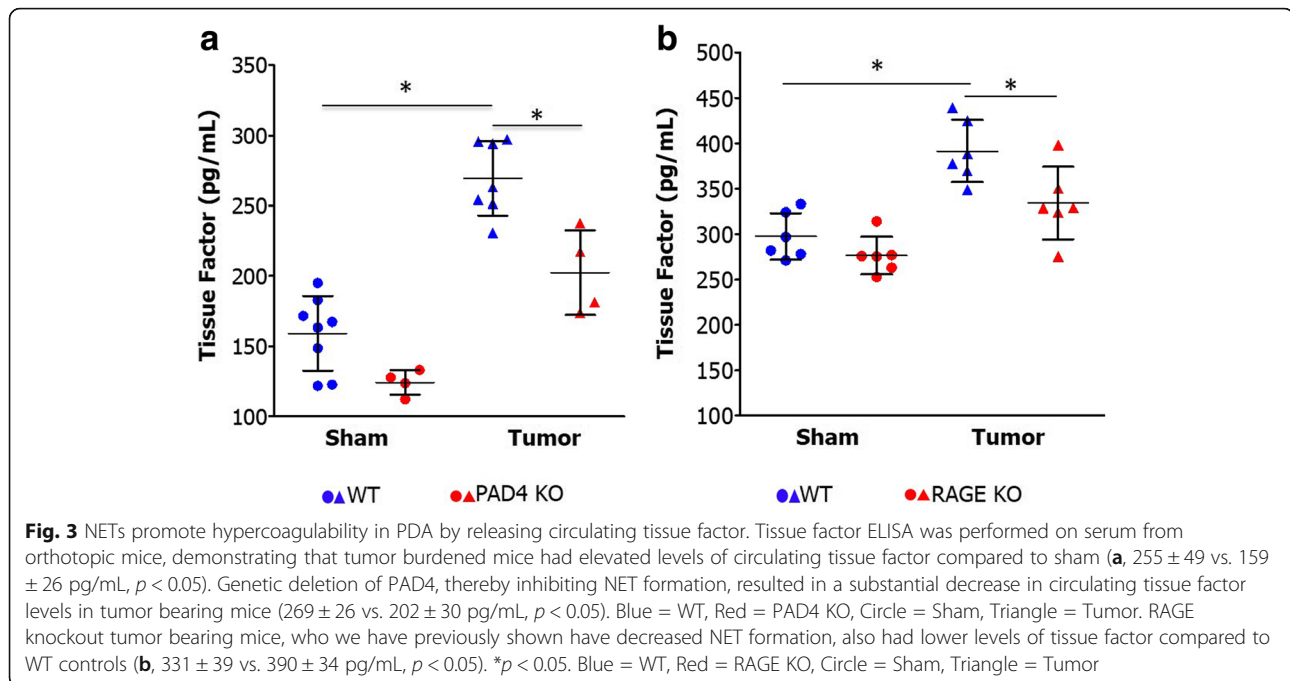 a
b
Tissue Factor (pg/mL)
350
300
250
200
150
100
*
*
Sham
Tumor
WT
PAD4 KO
Tissue Factor (pg/mL)
500
450
400
350
300
250
300
100
*
*
Sham
Tumor
WT
RAGE KO
Fig. 3 NETs promote hypercoagulability in PDA by releasing circulating tissue factor. Tissue factor ELISA was performed on serum from
orthotopic mice, demonstrating that tumor burdened mice had elevated levels of circulating tissue factor compared to sham (a, 255 ± 49 vs. 159
± 26 pg/mL, p < 0.05). Genetic deletion of PAD4, thereby inhibiting NET formation, resulted in a substantial decrease in circulating tissue factor
levels in tumor bearing mice (269 ± 26 vs. 202 ± 30 pg/mL, p < 0.05). Blue = WT, Red = PAD4 KO, Circle = Sham, Triangle = Tumor. RAGE
knockout tumor bearing mice, who we have previously shown have decreased NET formation, also had lower levels of tissue factor compared to
WT controls (b, 331 ± 39 vs. 390 ± 34 pg/mL, p < 0.05). *p < 0.05. Blue = WT, Red = RAGE KO, Circle = Sham, Triangle = Tumor